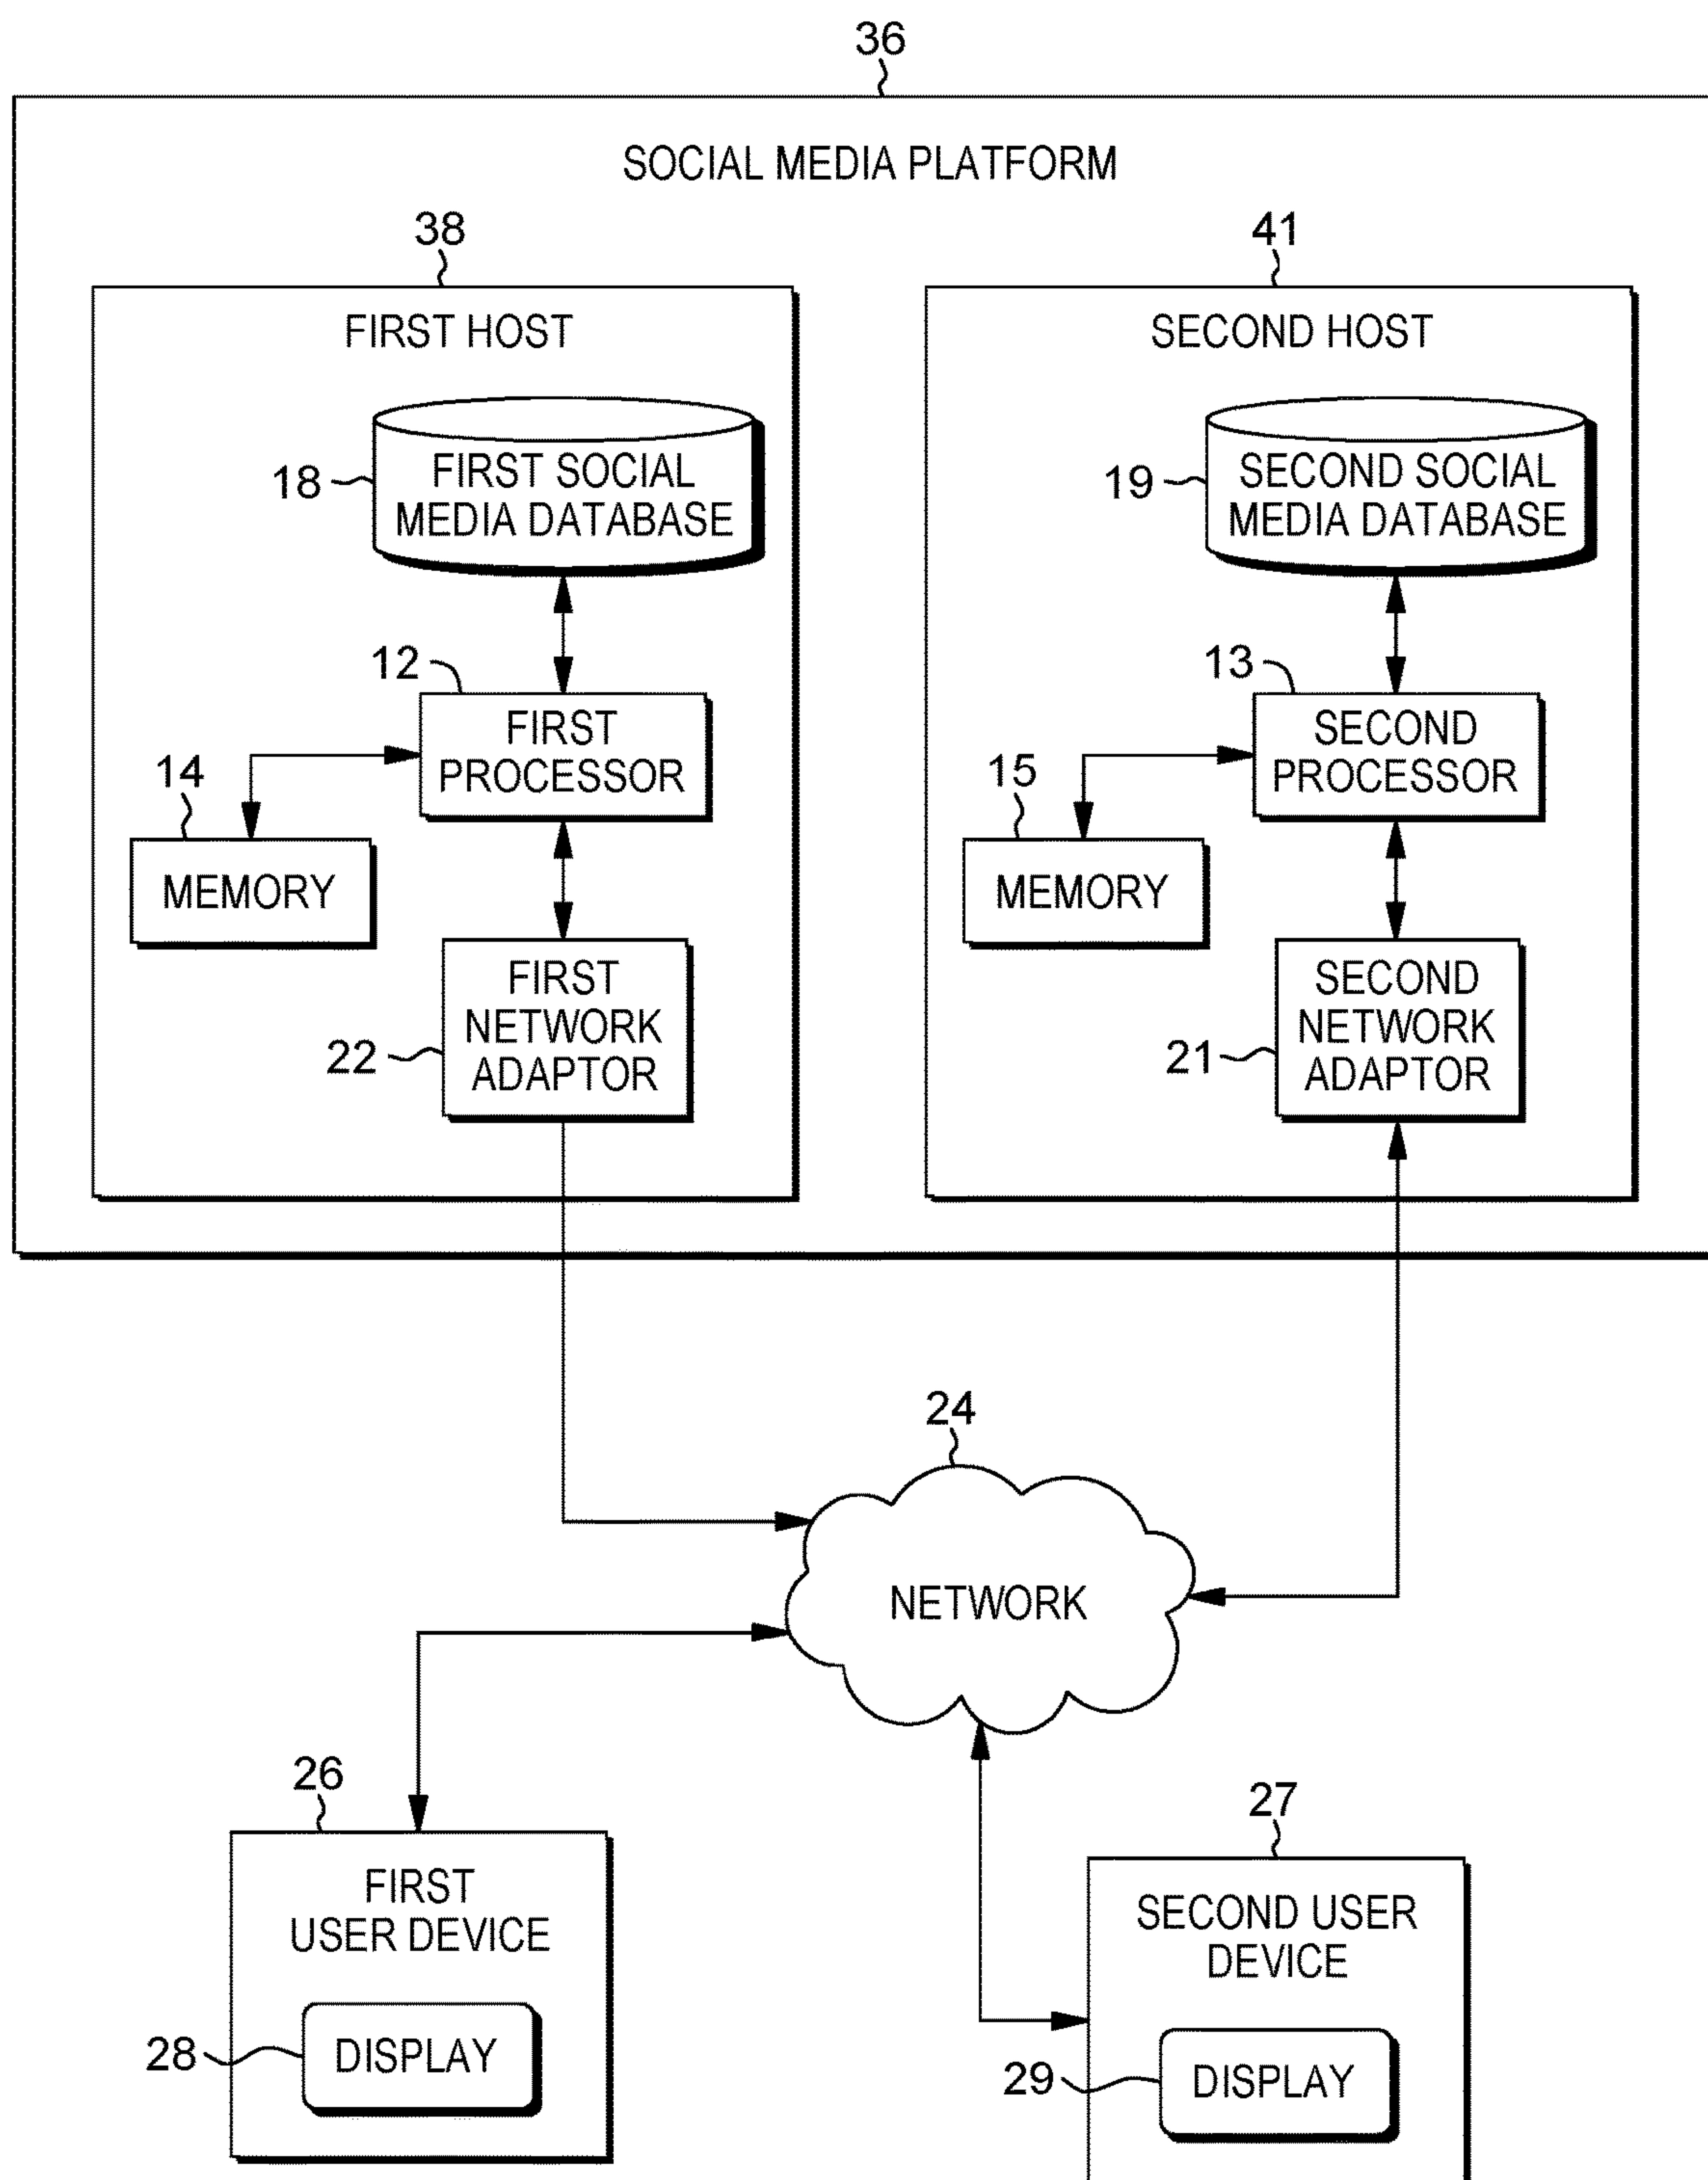 36
SOCIAL MEDIA PLATFORM
38
FIRST HOST
18
FIRST SOCIAL
MEDIA DATABASE
12
FIRST
PROCESSOR
14
MEMORY
FIRST
NETWORK
ADAPTOR
22
41
SECOND HOST
19
SECOND SOCIAL
MEDIA DATABASE
13
SECOND
PROCESSOR
15
MEMORY
SECOND
NETWORK
ADAPTOR
21
24
NETWORK
26
FIRST
USER DEVICE
28
DISPLAY
27
SECOND USER
DEVICE
29
DISPLAY